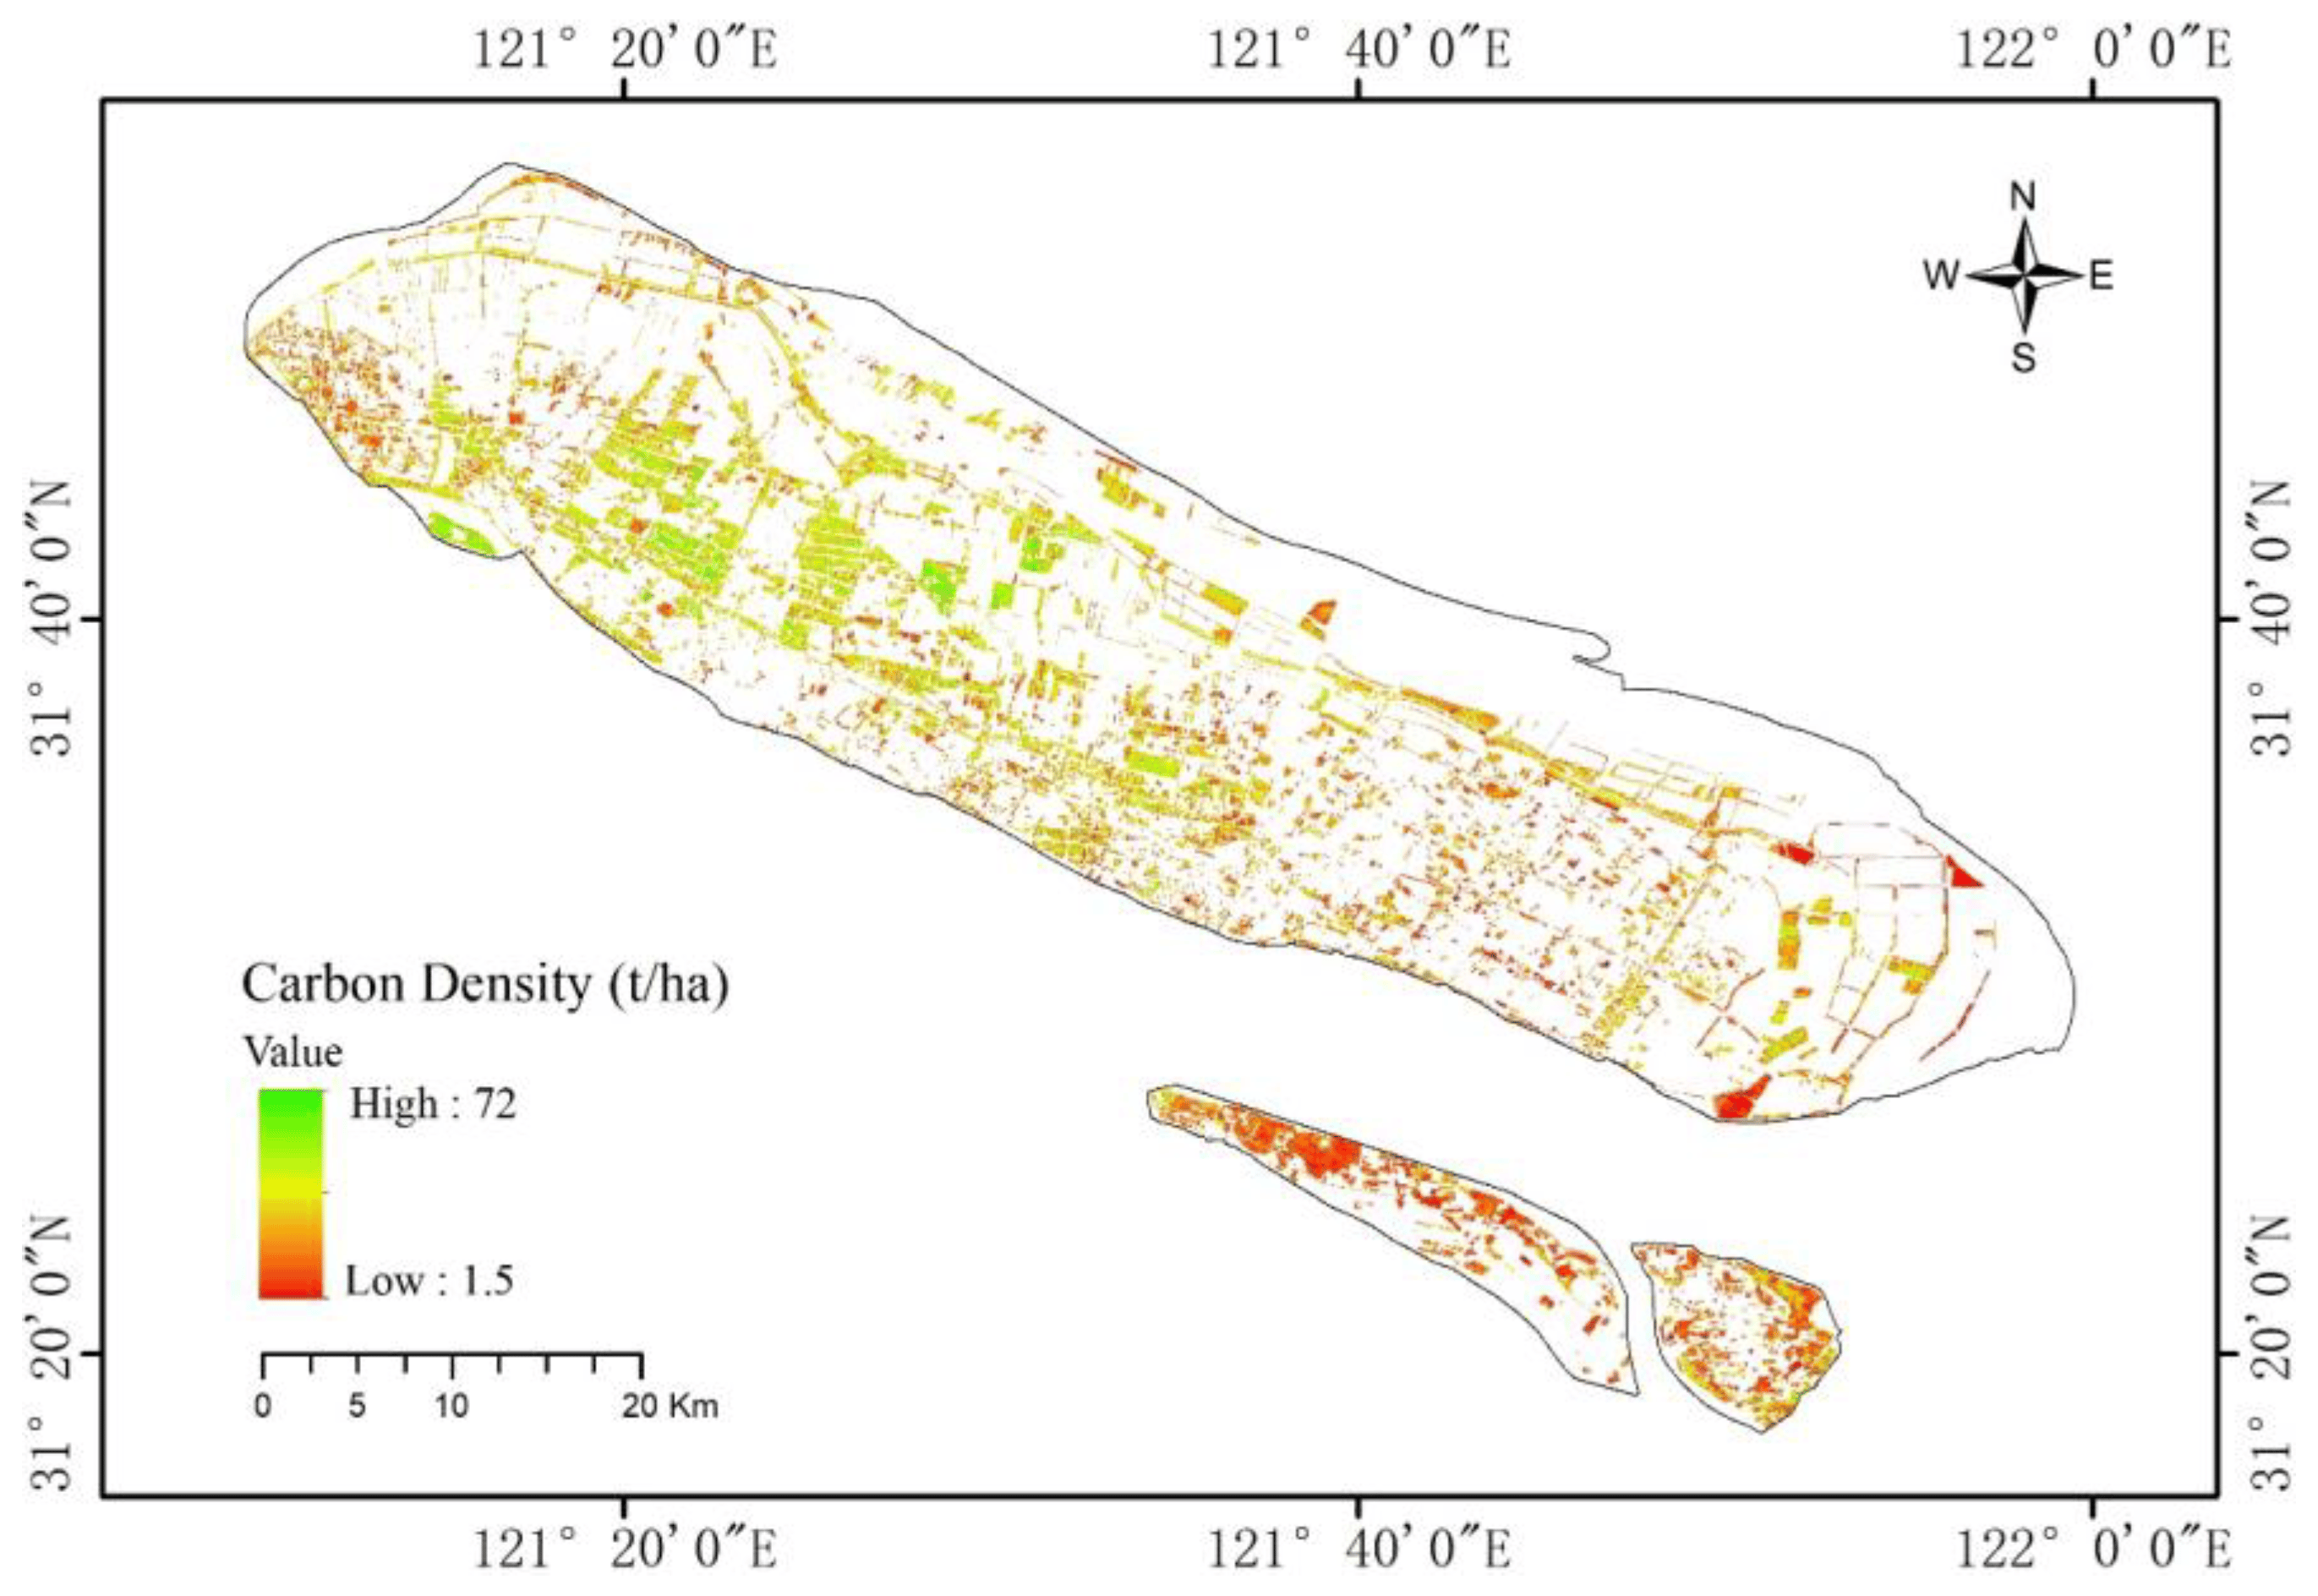 121° 20′ 0″E 121° 40′ 0″E 122° 0′ 0″E
N
W E
S
31° 40′ 0″N
31° 40′ 0″N
Carbon Density (t/ha)
Value
High : 72
Low : 1.5
31° 20′ 0″N
31° 20′ 0″N
0 5 10 20 Km
121° 20′ 0″E 121° 40′ 0″E 122° 0′ 0″E